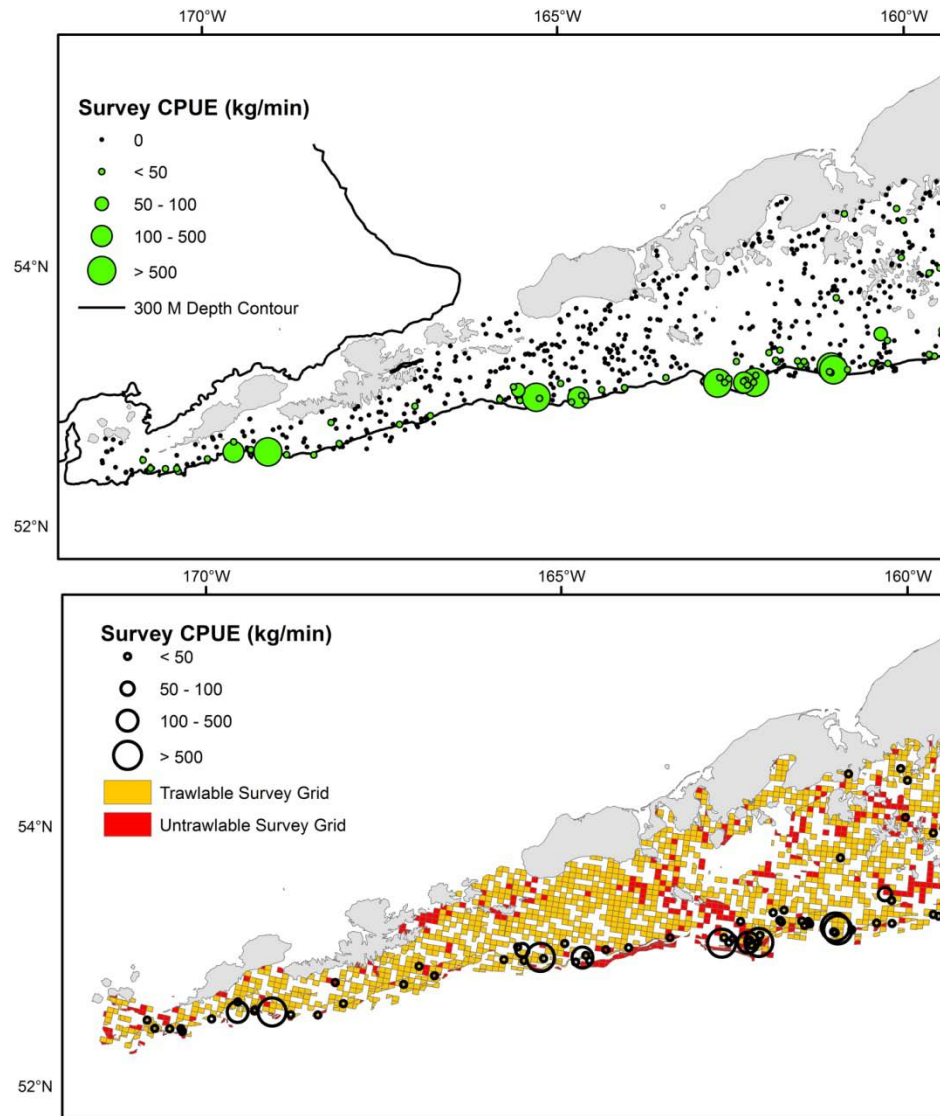 170°W 165°W 160°W
Survey CPUE (kg/min)
0
< 50
50 - 100
100 - 500
> 500
300 M Depth Contour
54°N
52°N
170°W 165°W 160°W
Survey CPUE (kg/min)
< 50
50 - 100
100 - 500
> 500
Trawlable Survey Grid
Untrawlable Survey Grid
54°N
52°N